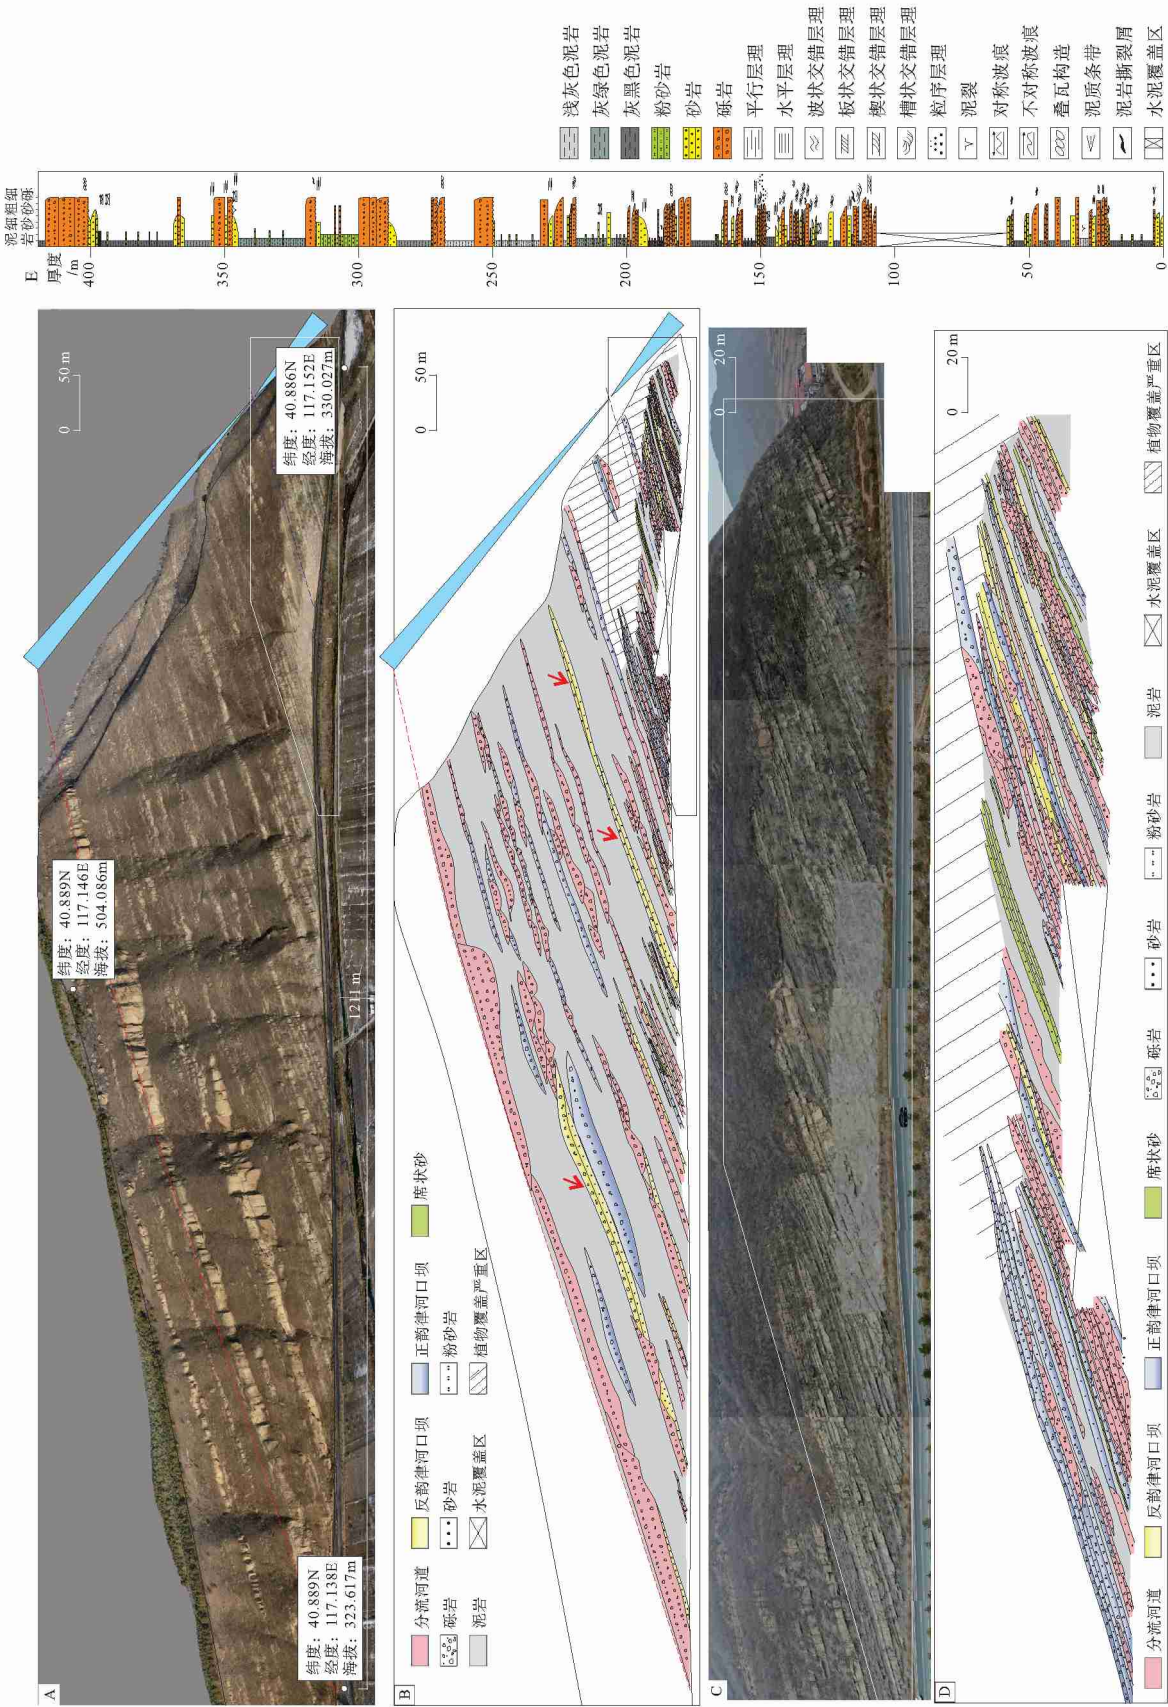 A
纬度：40.889N
经度：117.138E
海拔：323.617m
纬度：40.889N
经度：117.146E
海拔：504.086m
纬度：40.886N
经度：117.152E
海拔：330.027m
1211 m
0
50 m
B
分流河道
反韵律河口坝
正韵律河口坝
席状砂
砾岩
砂岩
粉砂岩
泥岩
水泥覆盖区
植物覆盖严重区
0
50 m
C
0
20 m
D
0
20 m
分流河道
反韵律河口坝
正韵律河口坝
席状砂
砾岩
砂岩
粉砂岩
泥岩
水泥覆盖区
植物覆盖严重区
E
厚度
/m
泥细粗细
岩砂砂砾
400
350
300
250
200
150
100
50
0
浅灰色泥岩
灰绿色泥岩
灰黑色泥岩
粉砂岩
砂岩
砾岩
平行层理
水平层理
波状交错层理
板状交错层理
楔状交错层理
槽状交错层理
粒序层理
泥裂
对称波痕
不对称波痕
叠瓦构造
泥质条带
泥岩撕裂屑
水泥覆盖区